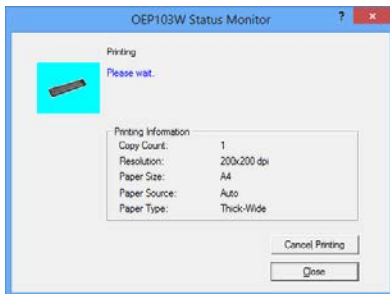 OEP103W Status Monitor
?
x
Printing
Please wait.
Printing Information
Copy Count: 1
Resolution: 200x200 dpi
Paper Size: A4
Paper Source: Auto
Paper Type: Thick-Wide
Cancel Printing
Close